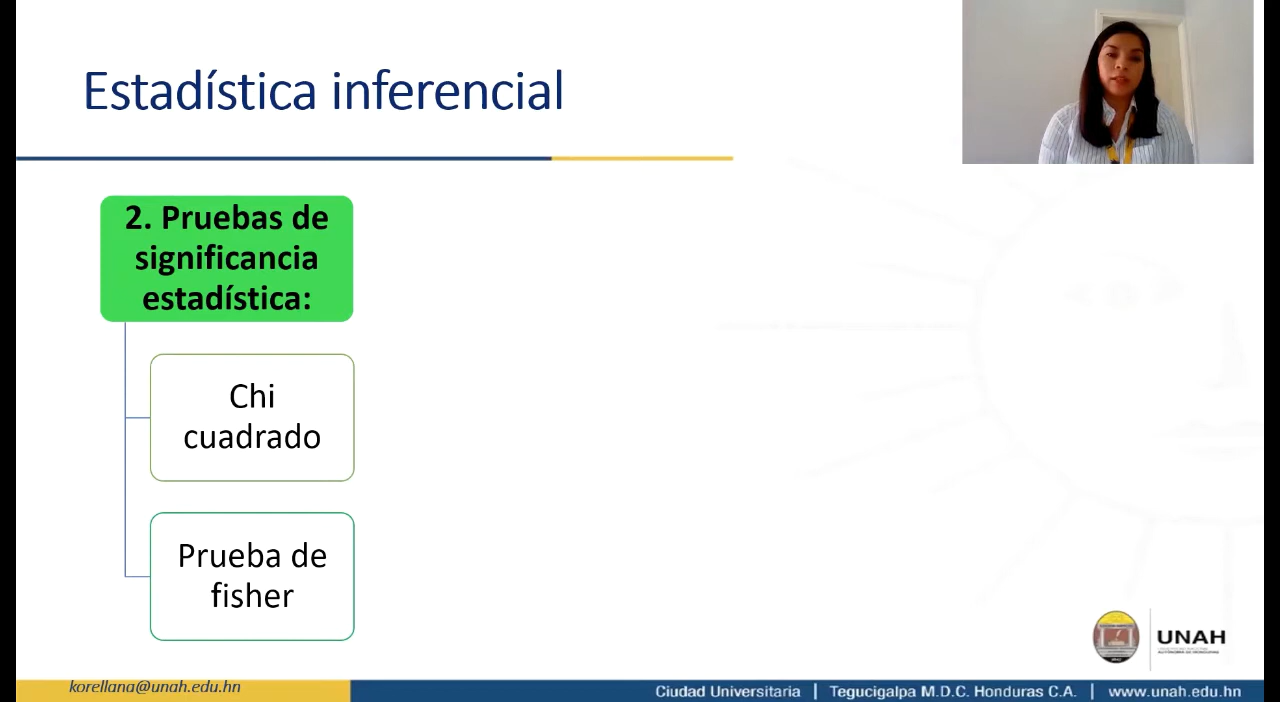 Estadística inferencial
2. Pruebas de
significancia
estadística:
Chi
cuadrado
Prueba de
fisher
UNAH
korellana@unah.edu.hn
Ciudad Universitaria | Tegucigalpa M.D.C. Honduras C.A. | www.unah.edu.hn